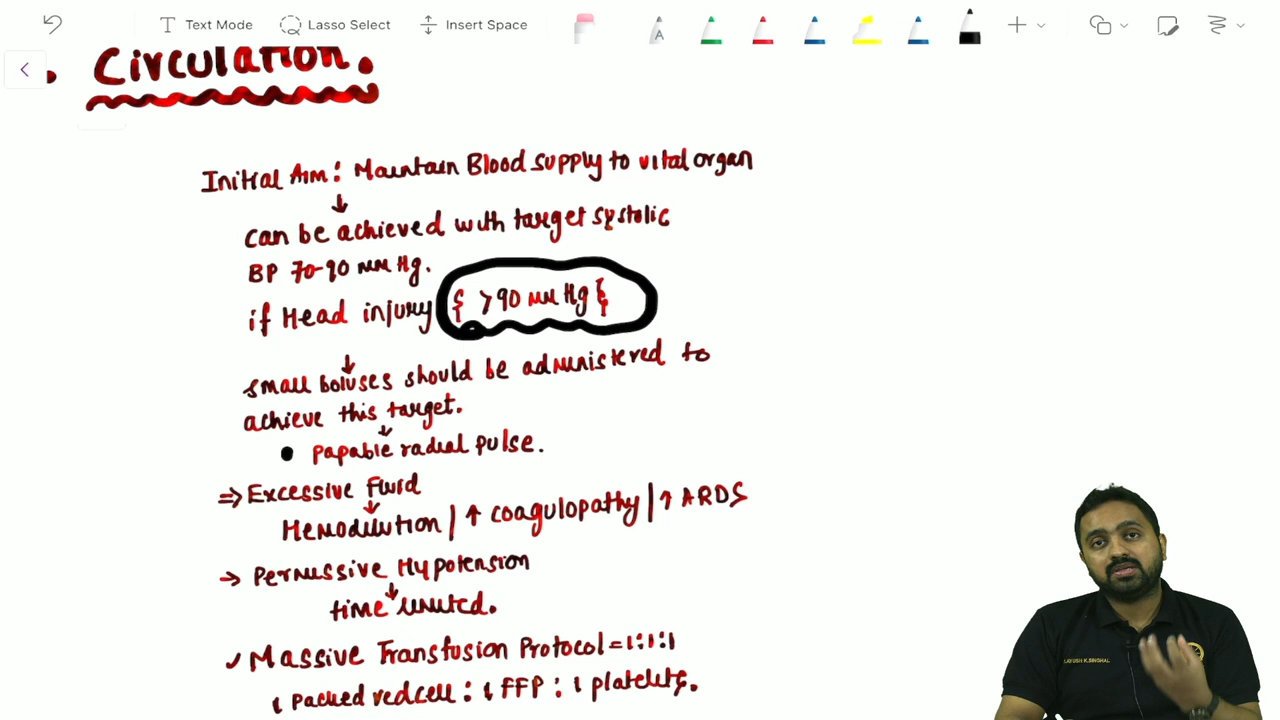 Text Mode
Lasso Select
Insert Space
A
Circulation.
Initial Aim: Maintain Blood supply to vital organ
↓
can be achieved with target systolic
BP 70-90 mm Hg.
if Head injury { >90 mm Hg }
↓
small boluses should be administered to
achieve this target.
↓
• Papable radial pulse.
⇒ Excessive Fluid
↓
Hemodilution / ↑ coagulopathy / ↑ ARDS
→ Permissive Hypotension
↓
time limited.
✓ Massive Transfusion Protocol = 1:1:1
1 Packed red cell : 1 FFP : 1 platelets.
AYUSH K.SINGHAL